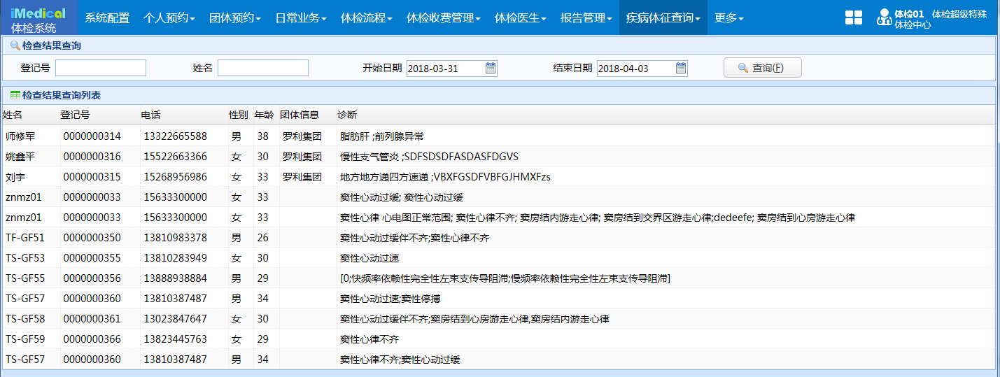 iMedical 系统配置 个人预约 团体预约 日常业务 体检流程 体检收费管理 体检医生 报告管理 疾病体征查询 更多 体检01 体检超级特殊
体检系统 体检中心
检查结果查询
登记号 姓名 开始日期 2018-03-31 结束日期 2018-04-03 查询(F)
检查结果查询列表
姓名 登记号 电话 性别 年龄 团体信息 诊断
师修军 0000000314 13322665588 男 38 罗利集团 脂肪肝 ;前列腺异常
姚鑫平 0000000316 15522663366 女 30 罗利集团 慢性支气管炎 ;SDFSDSDFASDASFDGVS
刘宇 0000000315 15268956986 女 33 罗利集团 地方地方递四方速递 ;VBXFGSDFVBFGJHMXFzs
znmz01 0000000033 15633300000 女 33 窦性心动过缓; 窦性心动过缓
znmz01 0000000033 15633300000 女 33 窦性心律 心电图正常范围; 窦性心律不齐; 窦房结内游走心律; 窦房结到交界区游走心律;dedeefe; 窦房结到心房游走心律
TF-GF51 0000000350 13810983378 男 26 窦性心动过缓伴不齐;窦性心律不齐
TS-GF53 0000000355 13810283949 女 30 窦性心动过速
TS-GF55 0000000356 13888938884 男 29 [0;快频率依赖性完全性左束支传导阻滞;慢频率依赖性完全性左束支传导阻滞]
TS-GF57 0000000360 13810387487 男 34 窦性心动过速;窦性停搏
TS-GF58 0000000361 13023847647 女 30 窦性心动过缓伴不齐;窦房结到心房游走心律,窦房结内游走心律
TS-GF59 0000000366 13823445763 女 29 窦性心律不齐
TS-GF57 0000000360 13810387487 男 34 窦性心律不齐;窦性心动过缓